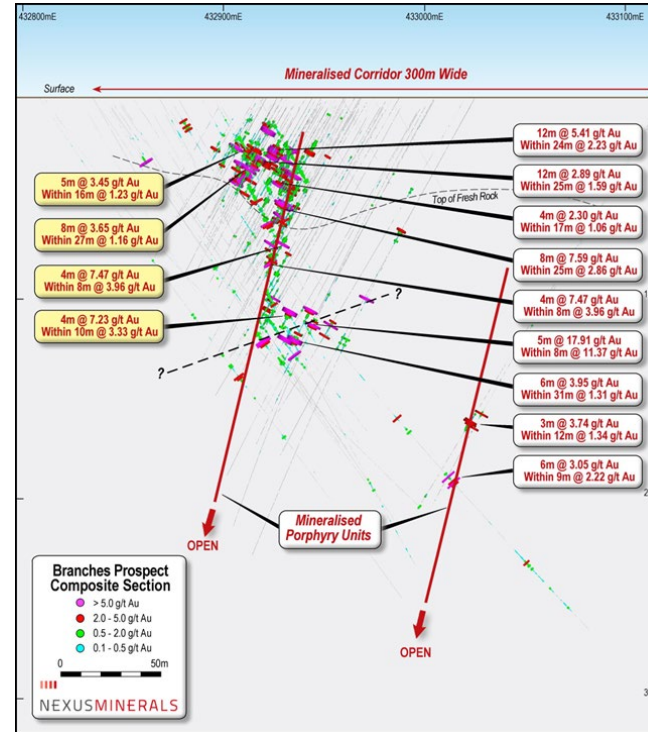 432800mE 432900mE 433000mE 433100mE
Mineralised Corridor 300m Wide
Surface
12m @ 5.41 g/t Au
Within 24m @ 2.23 g/t Au
12m @ 2.89 g/t Au
Within 25m @ 1.59 g/t Au
5m @ 3.45 g/t Au
Within 16m @ 1.23 g/t Au
Top of Fresh Rock
4m @ 2.30 g/t Au
Within 17m @ 1.06 g/t Au
8m @ 3.65 g/t Au
Within 27m @ 1.16 g/t Au
8m @ 7.59 g/t Au
Within 25m @ 2.86 g/t Au
4m @ 7.47 g/t Au
Within 8m @ 3.96 g/t Au
4m @ 7.47 g/t Au
Within 8m @ 3.96 g/t Au
?
1
4m @ 7.23 g/t Au
Within 10m @ 3.33 g/t Au
5m @ 17.91 g/t Au
Within 8m @ 11.37 g/t Au
?
6m @ 3.95 g/t Au
Within 31m @ 1.31 g/t Au
3m @ 3.74 g/t Au
Within 12m @ 1.34 g/t Au
6m @ 3.05 g/t Au
Within 9m @ 2.22 g/t Au
2
Mineralised
Porphyry Units
OPEN
OPEN
Branches Prospect
Composite Section
> 5.0 g/t Au
2.0 - 5.0 g/t Au
0.5 - 2.0 g/t Au
0.1 - 0.5 g/t Au
0 50m
NEXUSMINERALS
3